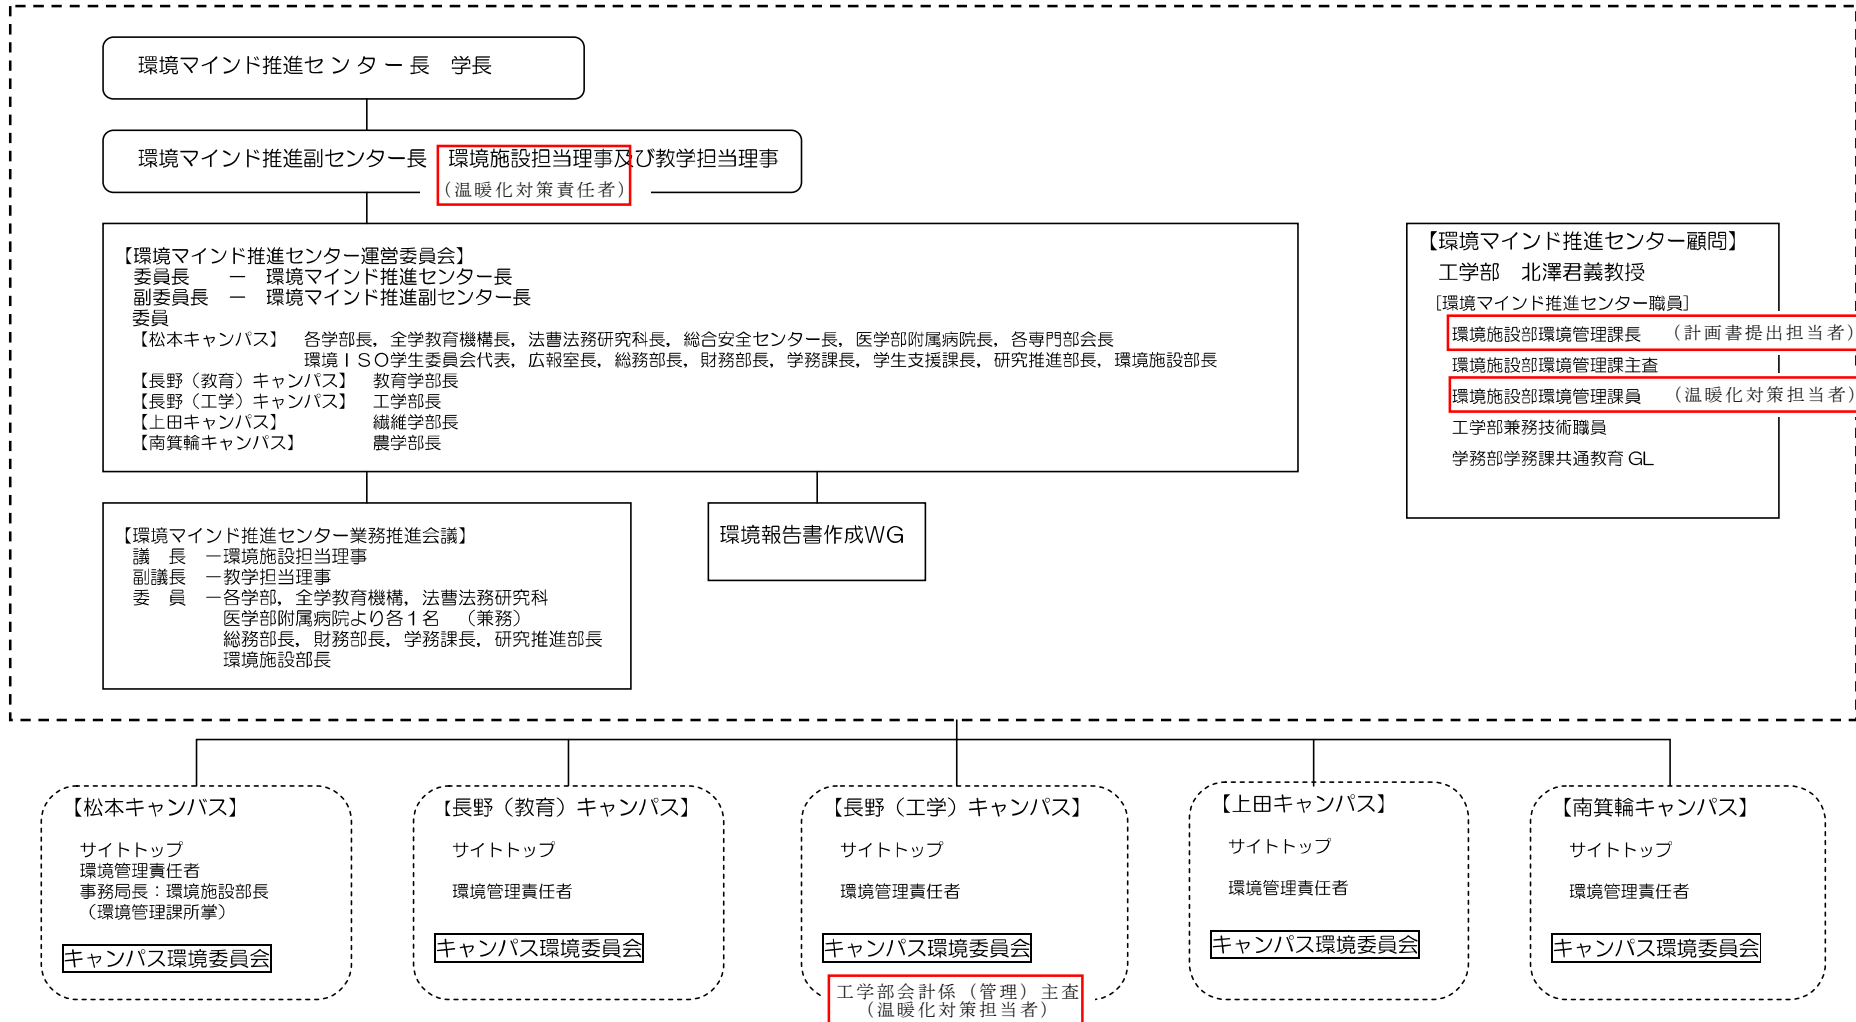 環境マインド推進センター長　学長
環境マインド推進副センター長　環境施設担当理事及び教学担当理事
（温暖化対策責任者）
【環境マインド推進センター運営委員会】
委員長　　－　環境マインド推進センター長
副委員長　－　環境マインド推進副センター長
委員
【松本キャンパス】　各学部長，全学教育機構長，法曹法務研究科長，総合安全センター長，医学部附属病院長，各専門部会長
環境ＩＳＯ学生委員会代表，広報室長，総務部長，財務部長，学務課長，学生支援課長，研究推進部長，環境施設部長
【長野（教育）キャンパス】　教育学部長
【長野（工学）キャンパス】　工学部長
【上田キャンパス】　繊維学部長
【南箕輪キャンパス】　農学部長
【環境マインド推進センター顧問】
工学部　北澤君義教授
［環境マインド推進センター職員］
環境施設部環境管理課長　（計画書提出担当者）
環境施設部環境管理課主査
環境施設部環境管理課員　（温暖化対策担当者）
工学部兼務技術職員
学務部学務課共通教育GL
【環境マインド推進センター業務推進会議】
議　長　－環境施設担当理事
副議長　－教学担当理事
委　員　－各学部，全学教育機構，法曹法務研究科
医学部附属病院より各１名　（兼務）
総務部長，財務部長，学務課長，研究推進部長
環境施設部長
環境報告書作成WG
【松本キャンパス】
サイトトップ
環境管理責任者
事務局長：環境施設部長
（環境管理課所掌）
キャンパス環境委員会
【長野（教育）キャンパス】
サイトトップ
環境管理責任者
キャンパス環境委員会
【長野（工学）キャンパス】
サイトトップ
環境管理責任者
キャンパス環境委員会
工学部会計係（管理）主査
（温暖化対策担当者）
【上田キャンパス】
サイトトップ
環境管理責任者
キャンパス環境委員会
【南箕輪キャンパス】
サイトトップ
環境管理責任者
キャンパス環境委員会